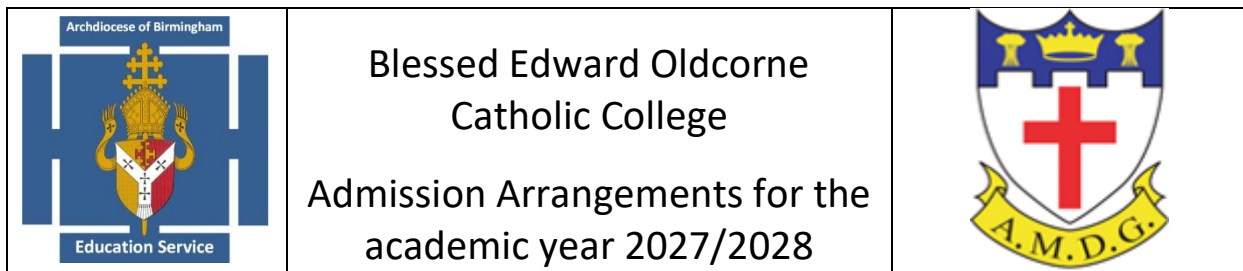 Archdiocese of Birmingham
Education Service
Blessed Edward Oldcorne
Catholic College
Admission Arrangements for the
academic year 2027/2028
A.M.D.G.